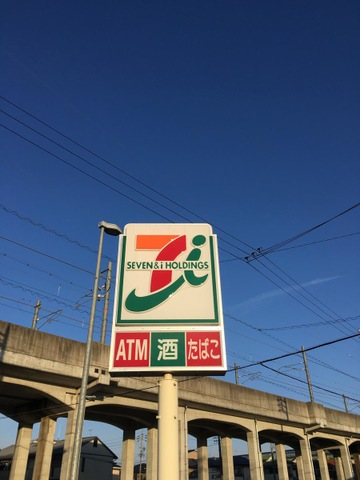 SEVEN & i HOLDINGS
ATM 酒 たばこ